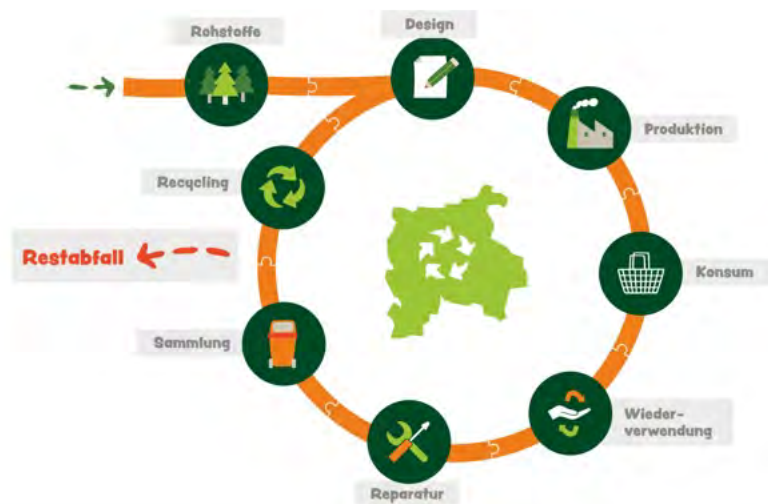 Rohstoffe
Design
Produktion
Konsum
Wieder-
verwendung
Reparatur
Sammlung
Restabfall
Recycling